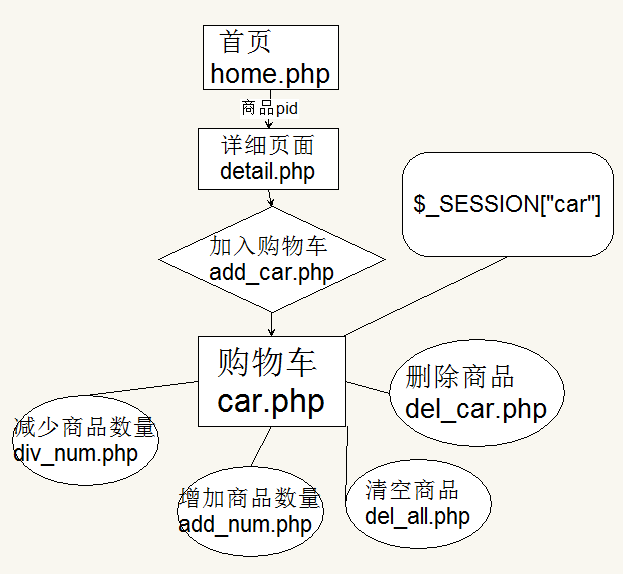 首页
home.php
商品pid
详细页面
detail.php
$_SESSION["car"]
加入购物车
add_car.php
购物车
car.php
删除商品
del_car.php
减少商品数量
div_num.php
增加商品数量
add_num.php
清空商品
del_all.php